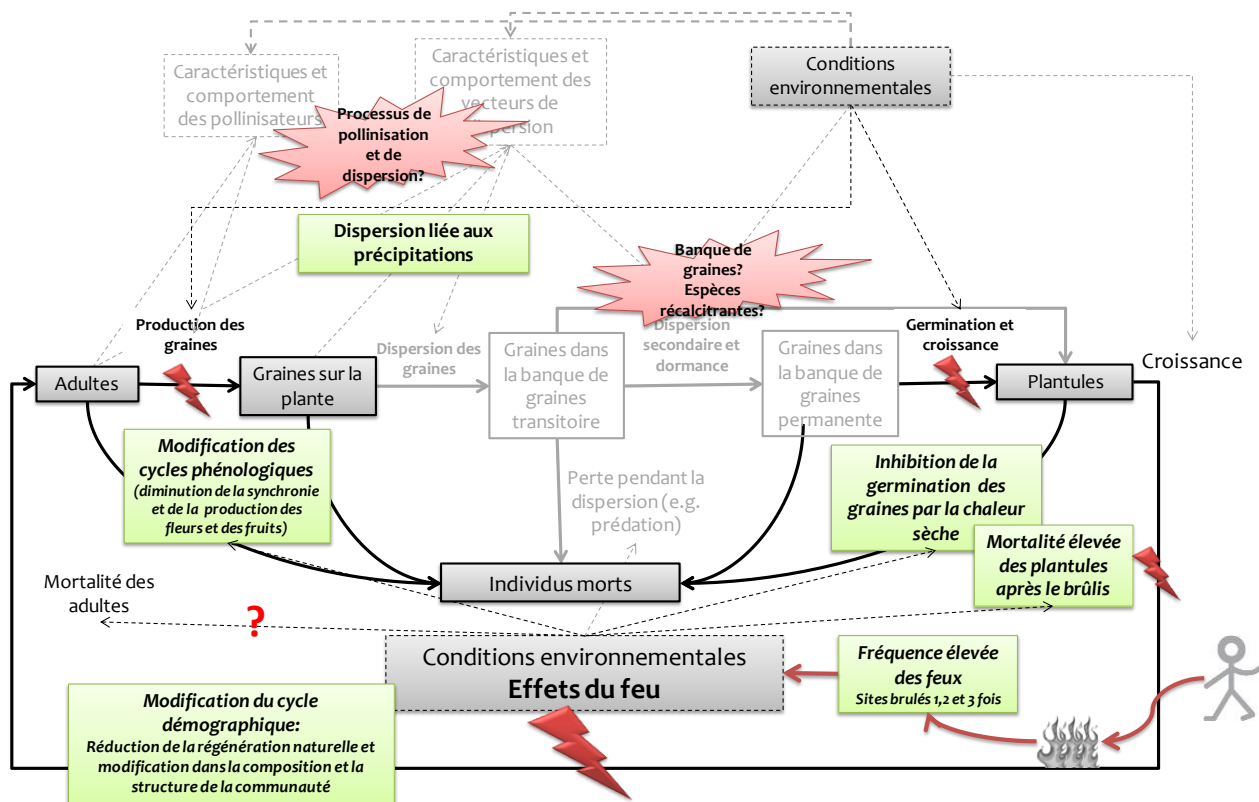 Caractéristiques et
comportement
des pollinisateurs
Caractéristiques et
comportement des
vecteurs de
Conditions
environnementales
Processus de
pollinisation
et de
dispersion?
Dispersion liée aux
précipitations
Banque de
graines?
Espèces
récalcitrantes?
Production des
graines
Dispersion des
graines
Dispersion
secondaire et
dormance
Germination et
croissance
Croissance
Adultes
Graines sur la
plante
Graines dans
la banque de
graines
transitoire
Graines dans
la banque de
graines
permanente
Plantules
Modification des
cycles phénologiques
(diminution de la synchronie
et de la production des
fleurs et des fruits)
Perte pendant la
dispersion (e.g.
prédation)
Inhibition de la
germination des
graines par la chaleur
sèche
Mortalité élevée
des plantules
après le brûlis
Individus morts
Mortalité des
adultes
?
Conditions environnementales
Effets du feu
Fréquence élevée
des feux
Sites brulés 1,2 et 3 fois
Modification du cycle
démographique:
Réduction de la régénération naturelle et
modification dans la composition et la
structure de la communauté